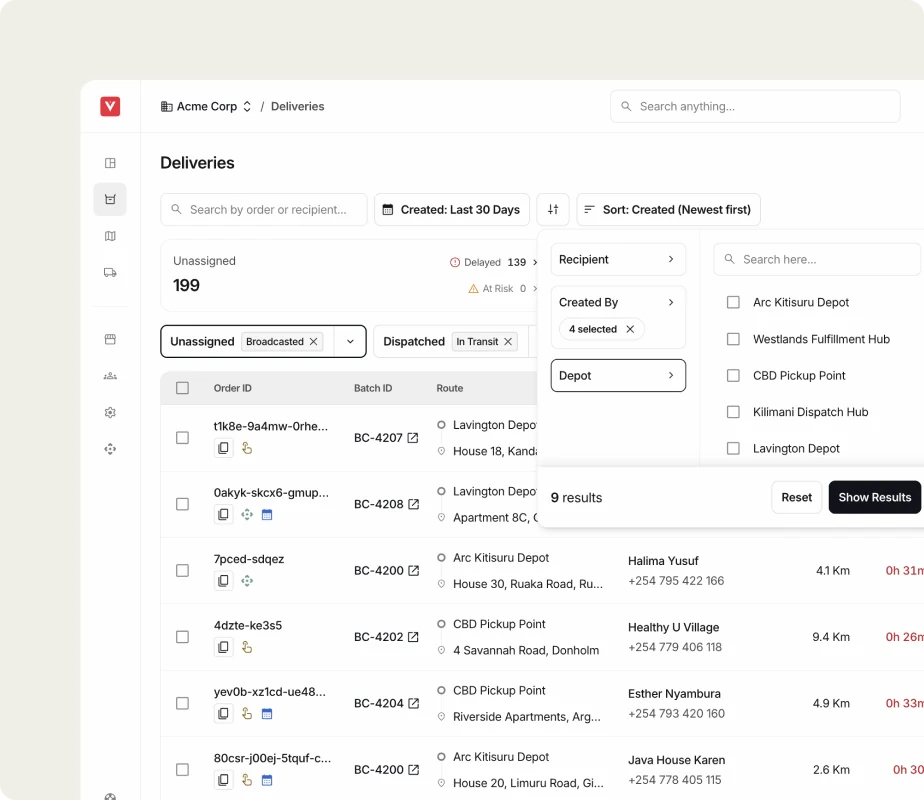 Acme Corp / Deliveries
Search anything...
Deliveries
Search by order or recipient...
Created: Last 30 Days
Sort: Created (Newest first)
Unassigned
199
Delayed 139
At Risk 0
Unassigned Broadcasted
Dispatched In Transit
Recipient
Created By
4 selected
Depot
Search here...
Arc Kitisuru Depot
Westlands Fulfillment Hub
CBD Pickup Point
Kilimani Dispatch Hub
Lavington Depot
9 results
Reset
Show Results
Order ID Batch ID Route
t1k8e-9a4mw-0rhe...
BC-4207
Lavington Depo
House 18, Kanda
0akyk-skcx6-gmup...
BC-4208
Lavington Depo
Apartment 8C, C
7pced-sdqez
BC-4200
Arc Kitisuru Depot
House 30, Ruaka Road, Ru...
Halima Yusuf
+254 795 422 166
4.1 Km
0h 31m
4dzte-ke3s5
BC-4202
CBD Pickup Point
4 Savannah Road, Donholm
Healthy U Village
+254 779 406 118
9.4 Km
0h 26m
yev0b-xz1cd-ue48...
BC-4204
CBD Pickup Point
Riverside Apartments, Arg...
Esther Nyambura
+254 793 420 160
4.9 Km
0h 33m
80csr-j00ej-5tquf-c...
BC-4200
Arc Kitisuru Depot
House 20, Limuru Road, Gi...
Java House Karen
+254 778 405 115
2.6 Km
0h 30